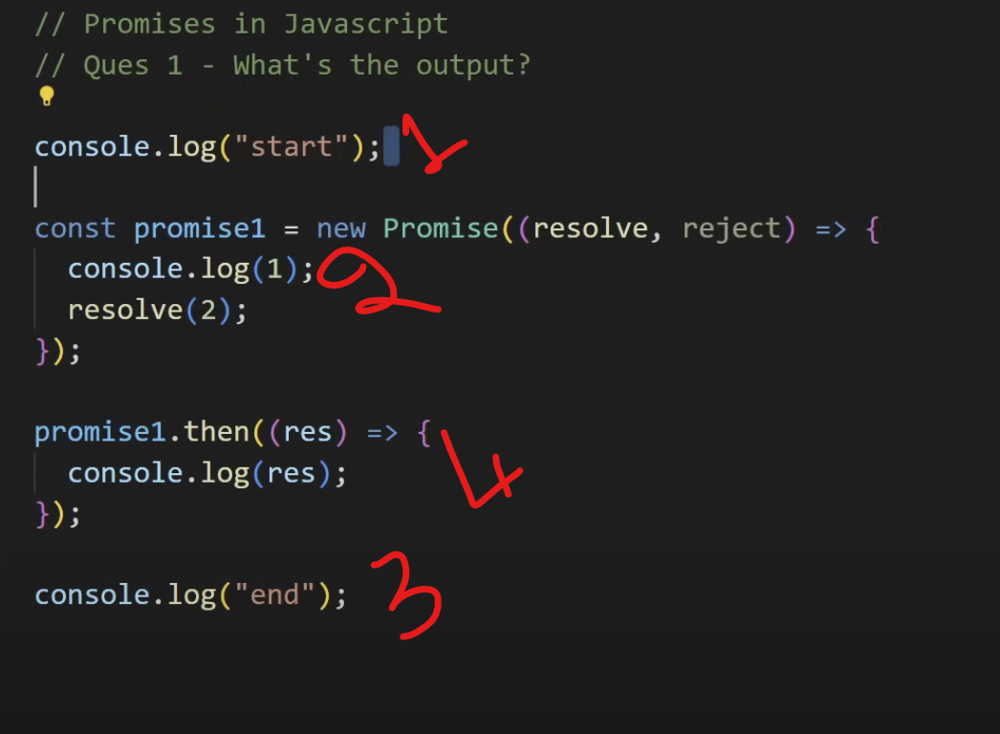 // Promises in Javascript
// Ques 1 - What's the output?
console.log("start"); 1
const promise1 = new Promise((resolve, reject) => {
console.log(1); 2
resolve(2);
});
promise1.then((res) => { 4
console.log(res);
});
console.log("end"); 3